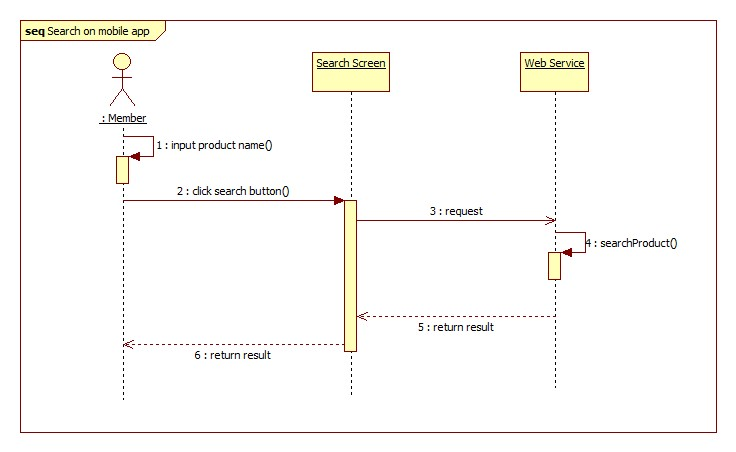 seq Search on mobile app
Search Screen
Web Service
: Member
1 : input product name()
2 : click search button()
3 : request
4 : searchProduct()
5 : return result
6 : return result